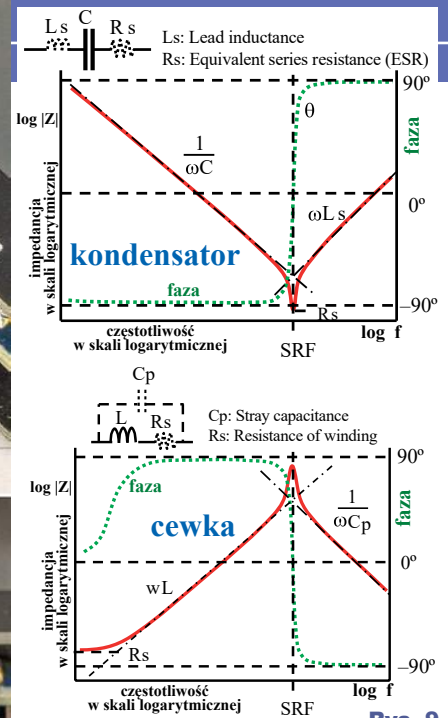 C
Ls
Rs
Ls: Lead inductance
Rs: Equivalent series resistance (ESR)
90º
log |Z|
θ
faza
1
ωC
impedancja
w skali logarytmicznej
0º
ωLs
kondensator
faza
–90º
Rs
częstotliwość
w skali logarytmicznej
log f
SRF
Cp
L
Rs
Cp: Stray capacitance
Rs: Resistance of winding
90º
log |Z|
faza
1
ωCp
faza
cewka
impedancja
w skali logarytmicznej
0º
wL
Rs
–90º
częstotliwość
w skali logarytmicznej
log f
SRF